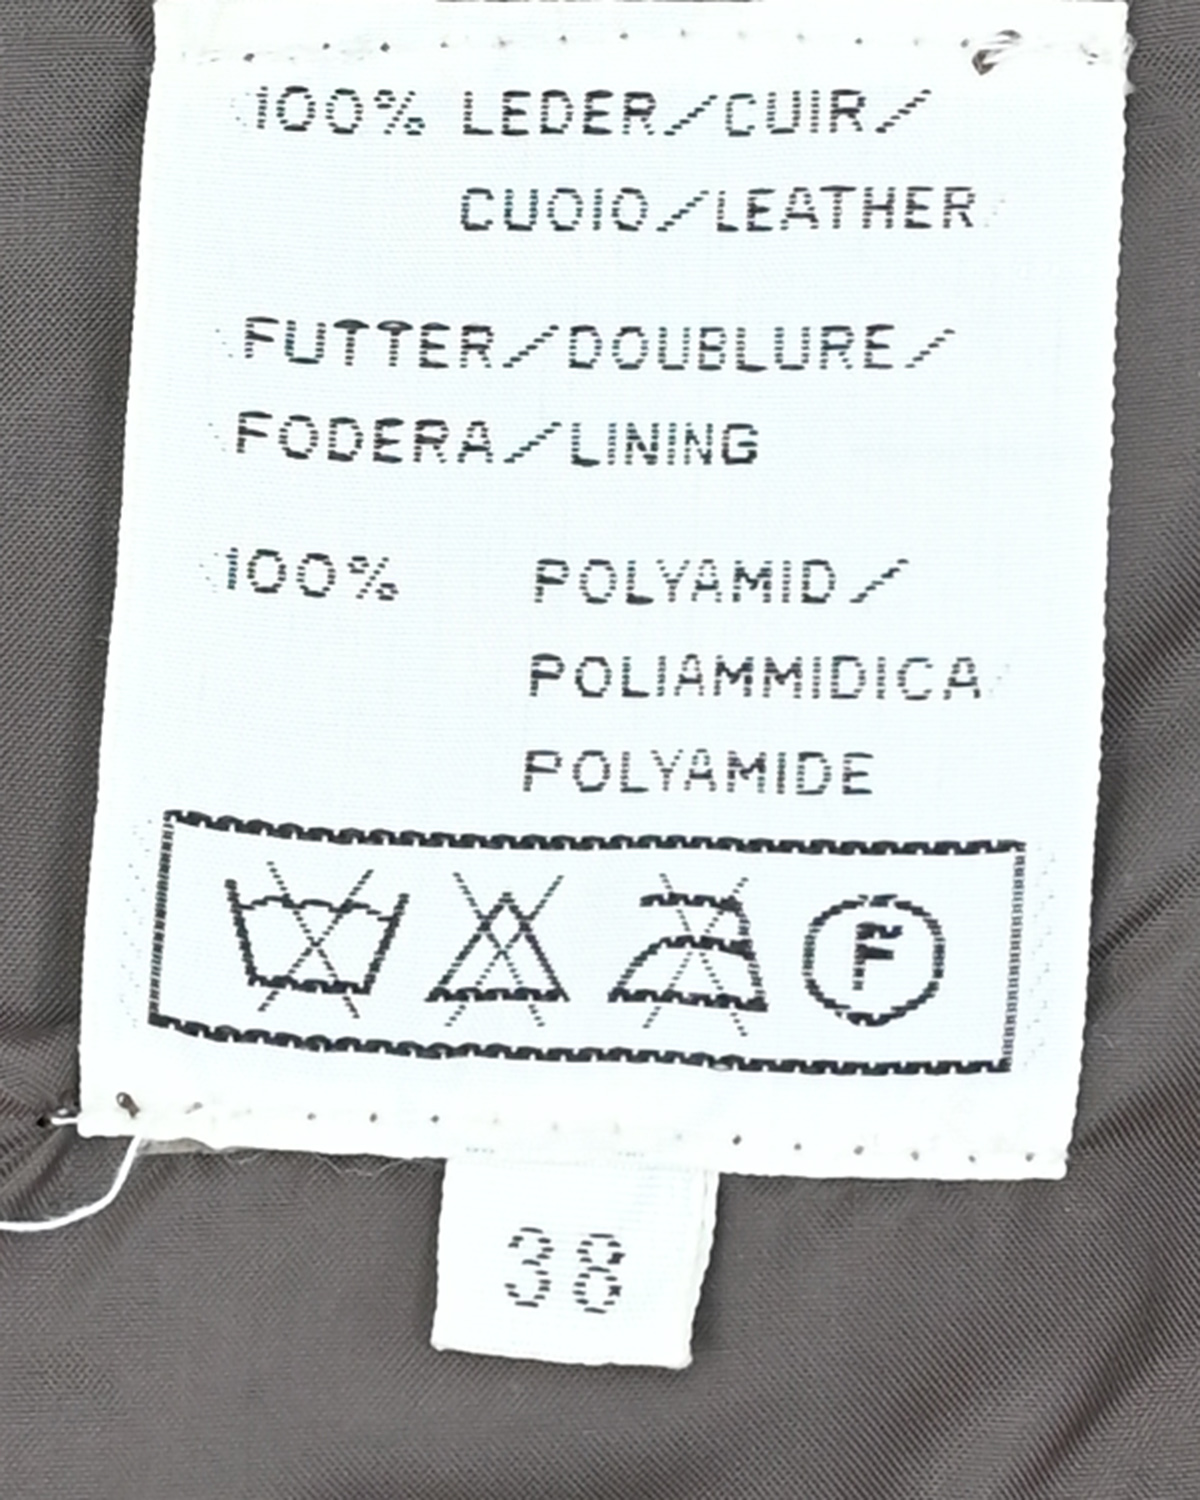 100% LEDER/CUIR/
CUOIO/LEATHER
FUTTER/DOUBLURE/
FODERA/LINING
100% POLYAMID/
POLIAMMIDICA
POLYAMIDE
F
38